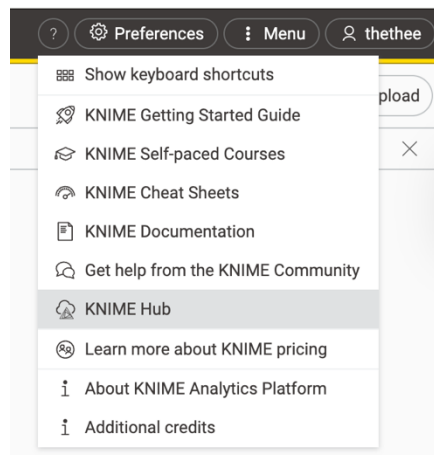 ? Preferences Menu thethee
Show keyboard shortcuts
pload
KNIME Getting Started Guide
KNIME Self-paced Courses
KNIME Cheat Sheets
KNIME Documentation
Get help from the KNIME Community
KNIME Hub
Learn more about KNIME pricing
About KNIME Analytics Platform
Additional credits